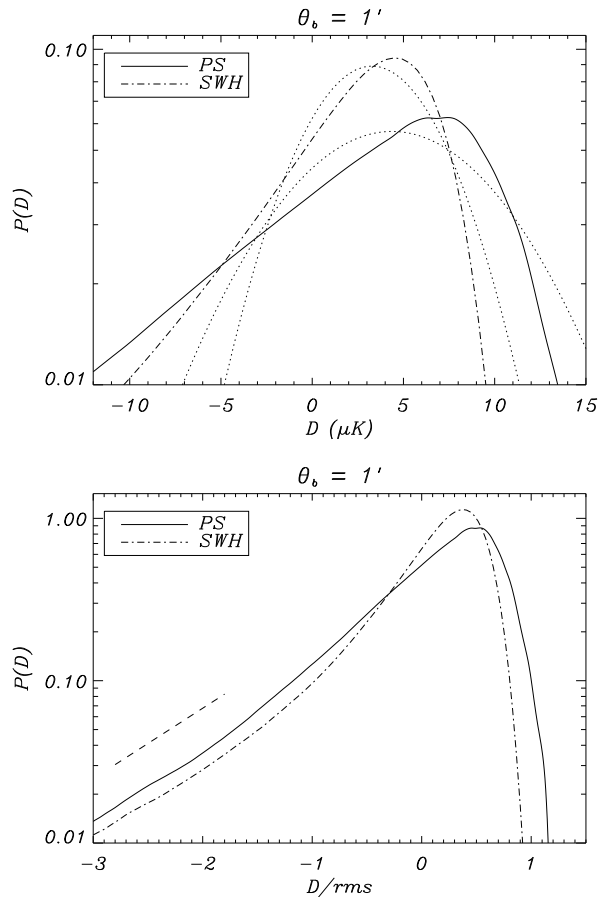 θ_b = 1'
0.10
PS
SWH
P(D)
0.01
−10 −5 0 5 10 15
D (μK)
θ_b = 1'
1.00
PS
SWH
P(D)
0.10
0.01
−3 −2 −1 0 1
D/rms